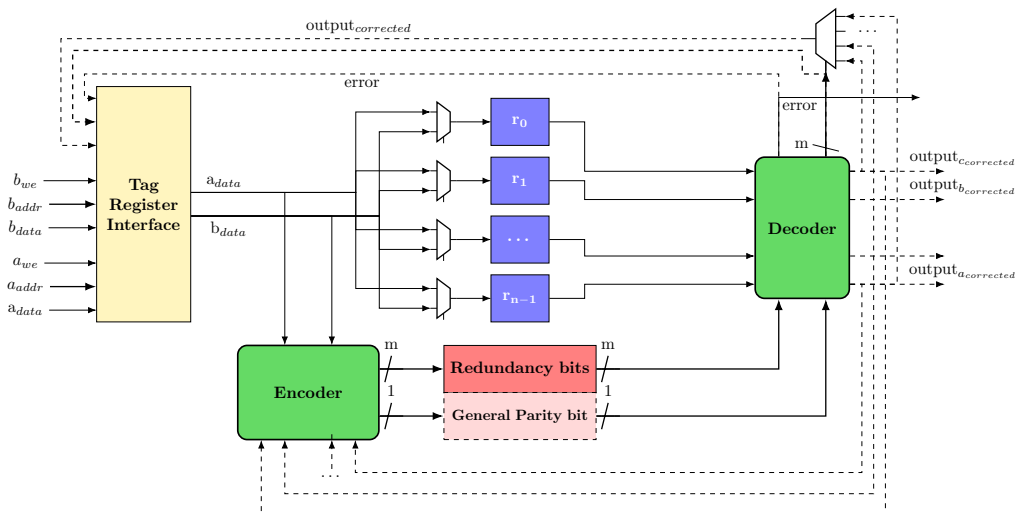 output_corrected
...
error
error
m
b_we
b_addr
b_data
a_we
a_addr
a_data
Tag
Register
Interface
a_data
b_data
r_0
r_1
...
r_n−1
Decoder
output_c_corrected
output_b_corrected
output_a_corrected
Encoder
m
1
Redundancy bits
General Parity bit
m
1
...